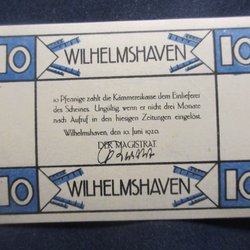 10 WILHELMSHAVEN 10
10 Pfennige zahlt die Kämmereikasse dem Einlieferer
des Scheines. Ungültig, wenn er nicht drei Monate
nach Aufruf in den hiesigen Zeitungen eingelöst.
Wilhelmshaven, den 10. Juni 1920.
DER MAGISTRAT.
10 WILHELMSHAVEN 10